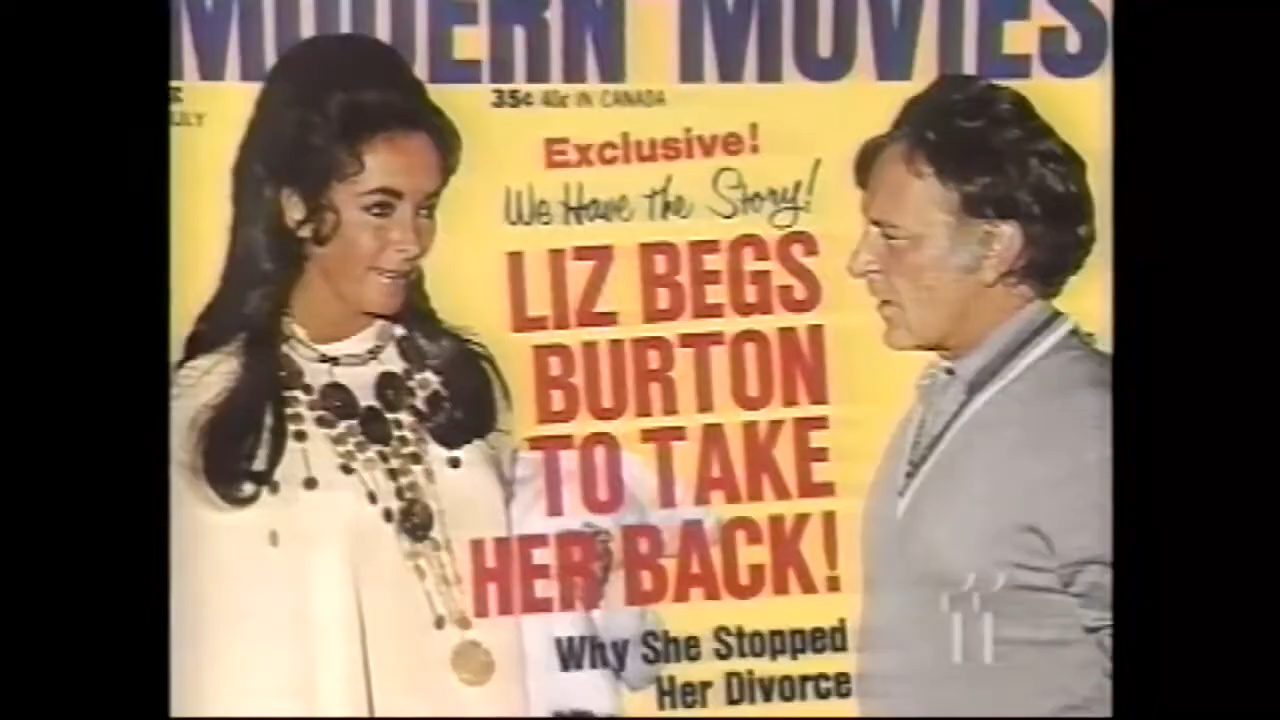 MODERN MOVIES
35¢ 40¢ IN CANADA
JULY
Exclusive!
We Have the Story!
LIZ BEGS
BURTON
TO TAKE
HER BACK!
Why She Stopped
Her Divorce